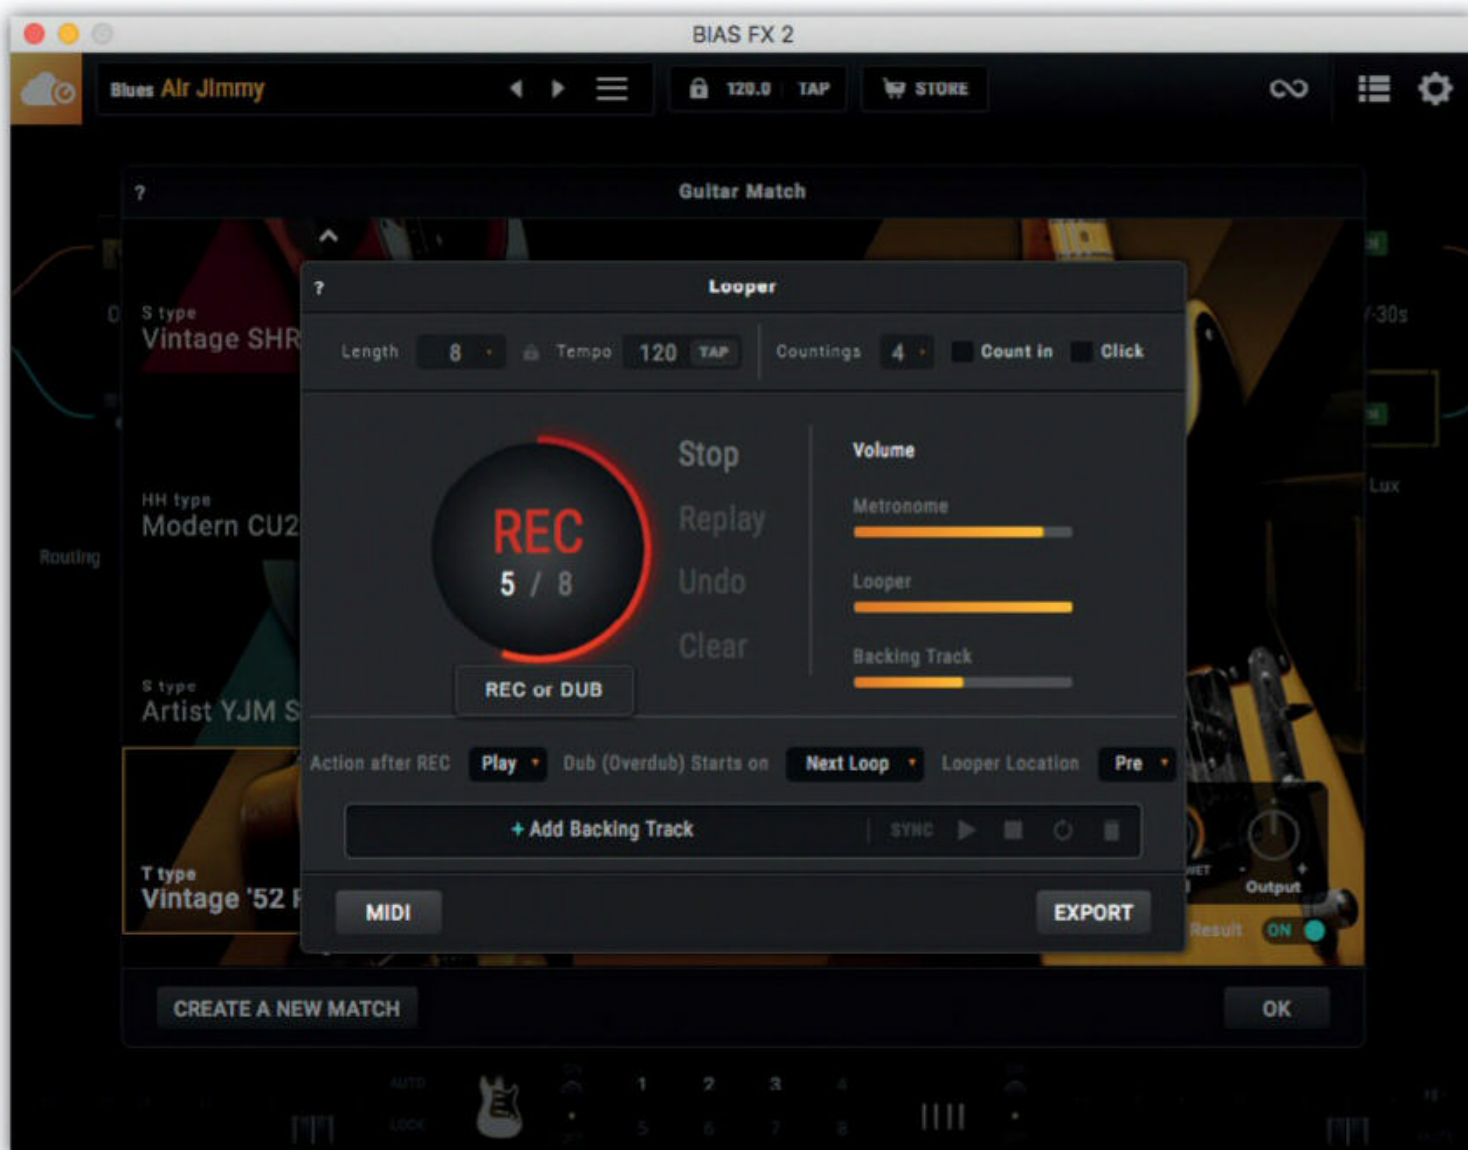 BIAS FX 2
Blues Air Jimmy
120.0 TAP
STORE
? Guitar Match
S type
Vintage SHR
HH type
Modern CU2
Routing
S type
Artist YJM S
T type
Vintage '52
-30s
Lux
? Looper
Length 8 Tempo 120 TAP Countings 4 Count in Click
REC
5 / 8
REC or DUB
Stop
Replay
Undo
Clear
Volume
Metronome
Looper
Backing Track
Action after REC Play Dub (Overdub) Starts on Next Loop Looper Location Pre
+ Add Backing Track SYNC
MIDI EXPORT
Output
Result ON
CREATE A NEW MATCH OK
AUTO 1 2 3 4
LOCK 5 6 7 8